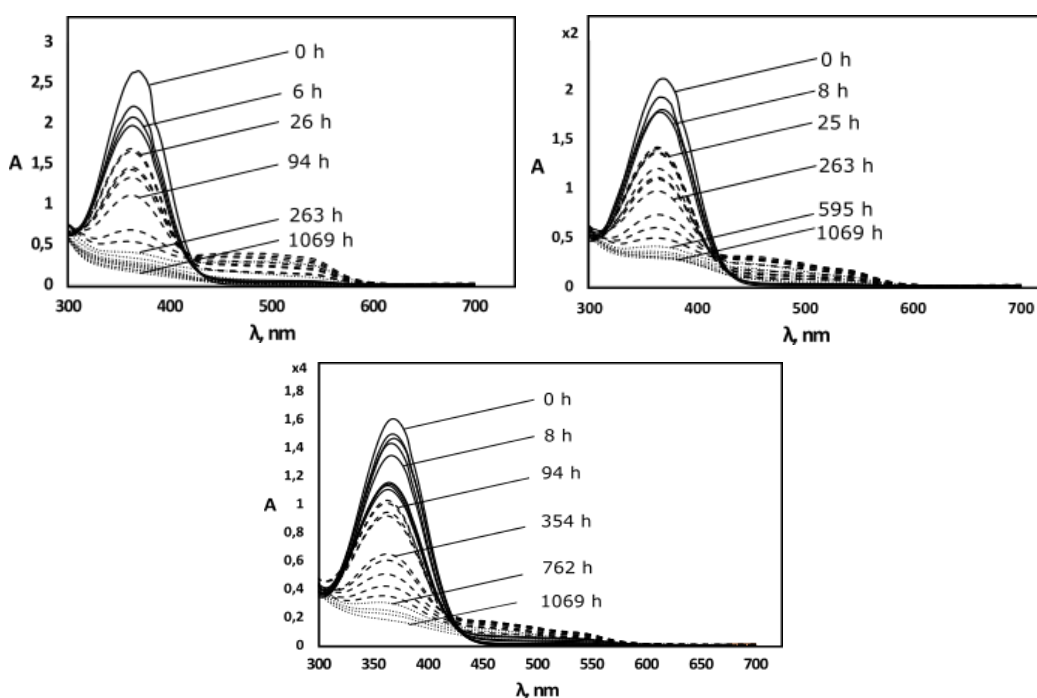 3
2,5
2
1,5
1
0,5
0
A
300 400 500 600 700
λ, nm
0 h
6 h
26 h
94 h
263 h
1069 h
x2
2
1,5
1
0,5
0
A
300 400 500 600 700
λ, nm
0 h
8 h
25 h
263 h
595 h
1069 h
x4
1,8
1,6
1,4
1,2
1
0,8
0,6
0,4
0,2
0
A
300 350 400 450 500 550 600 650 700
λ, nm
0 h
8 h
94 h
354 h
762 h
1069 h